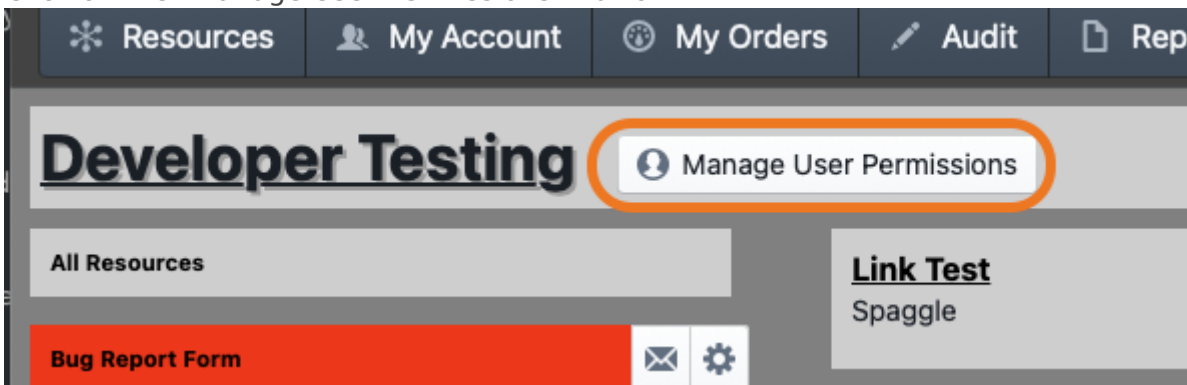 Resources My Account My Orders Audit Rep
Developer Testing Manage User Permissions
All Resources
Link Test
Spaggle
Bug Report Form